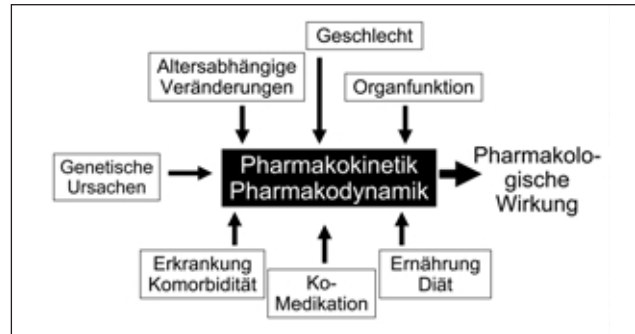 Geschlecht
Altersabhängige
Veränderungen
Organfunktion
Genetische
Ursachen
Pharmakokinetik
Pharmakodynamik
Pharmakolo-
gische
Wirkung
Erkrankung
Komorbidität
Ko-
Medikation
Ernährung
Diät